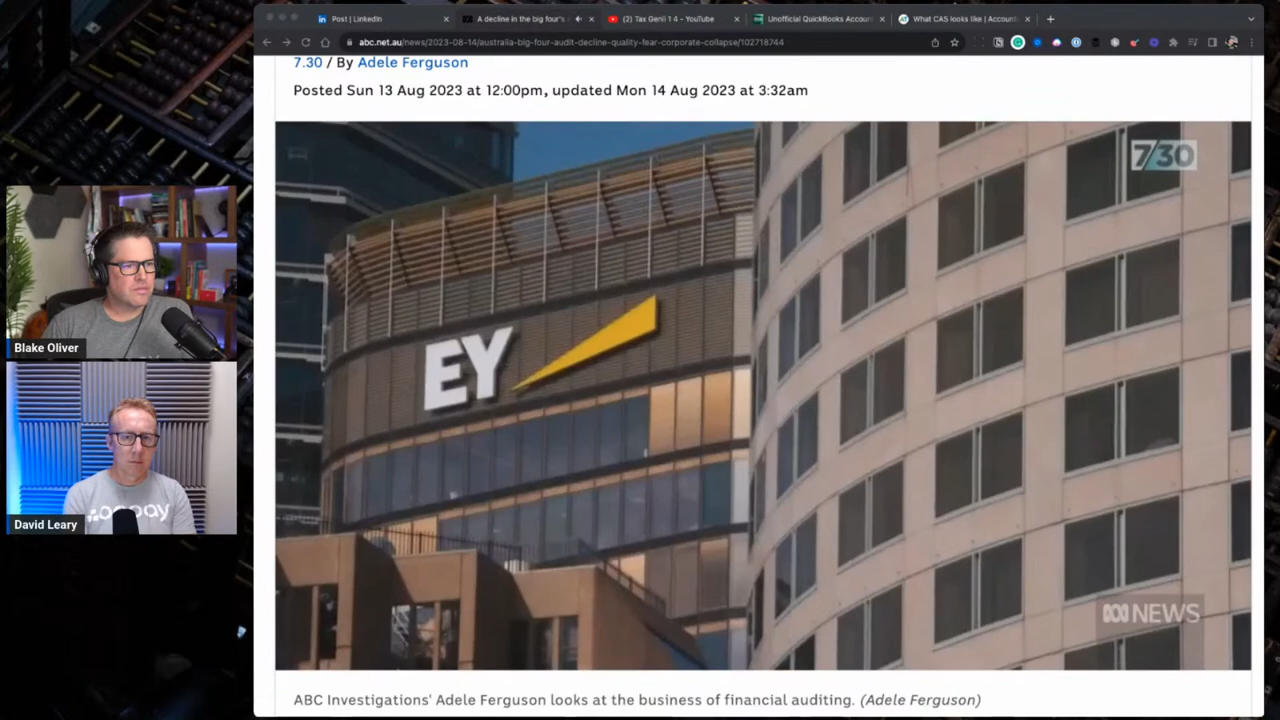 Post | LinkedIn
A decline in the big four's
(2) Tax Genii 1 4 - YouTube
Unofficial QuickBooks Accoun
What CAS looks like | Account
abc.net.au/news/2023-08-14/australia-big-four-audit-decline-quality-fear-corporate-collapse/102718744
7.30 / By Adele Ferguson
Posted Sun 13 Aug 2023 at 12:00pm, updated Mon 14 Aug 2023 at 3:32am
7/30
EY
Blake Oliver
David Leary
NEWS
ABC Investigations' Adele Ferguson looks at the business of financial auditing. (Adele Ferguson)